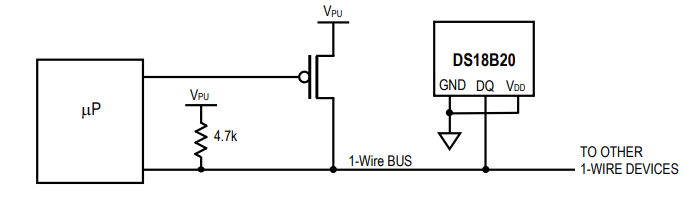 VPU
DS18B20
GND DQ VDD
μP
VPU
4.7k
1-Wire BUS
TO OTHER
1-WIRE DEVICES